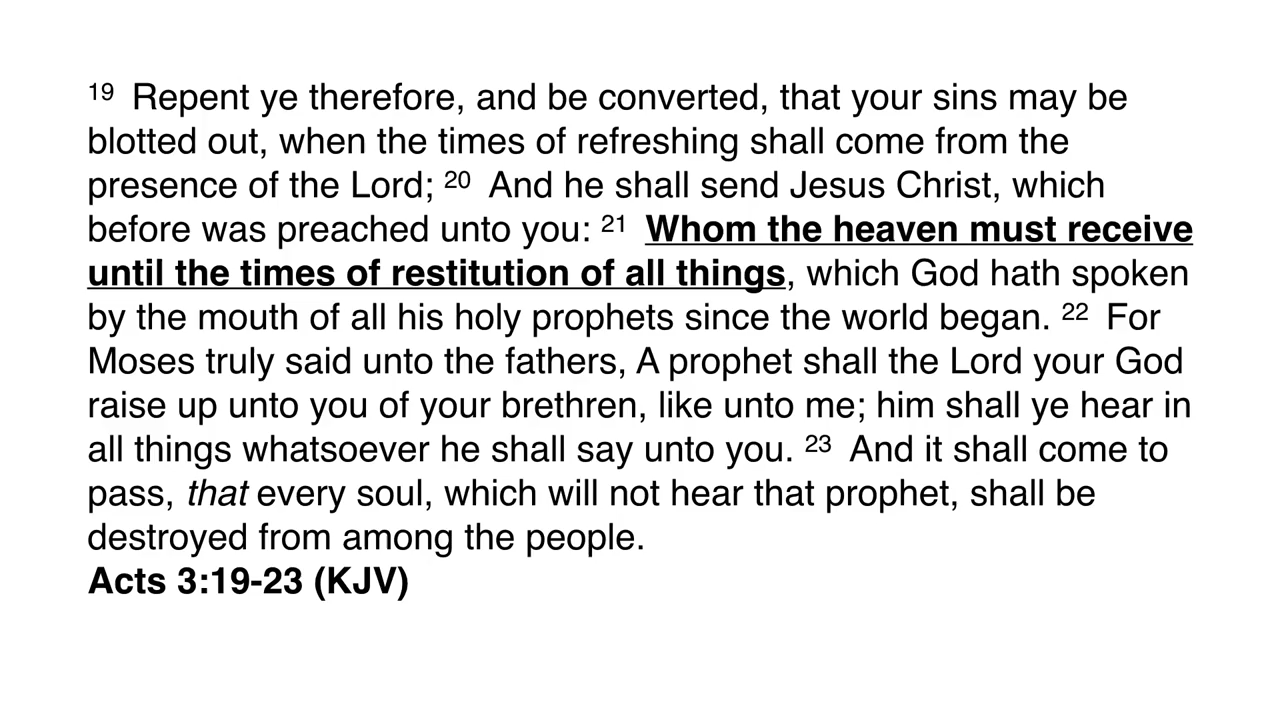 19 Repent ye therefore, and be converted, that your sins may be
blotted out, when the times of refreshing shall come from the
presence of the Lord; 20 And he shall send Jesus Christ, which
before was preached unto you: 21 Whom the heaven must receive
until the times of restitution of all things, which God hath spoken
by the mouth of all his holy prophets since the world began. 22 For
Moses truly said unto the fathers, A prophet shall the Lord your God
raise up unto you of your brethren, like unto me; him shall ye hear in
all things whatsoever he shall say unto you. 23 And it shall come to
pass, that every soul, which will not hear that prophet, shall be
destroyed from among the people.
Acts 3:19-23 (KJV)